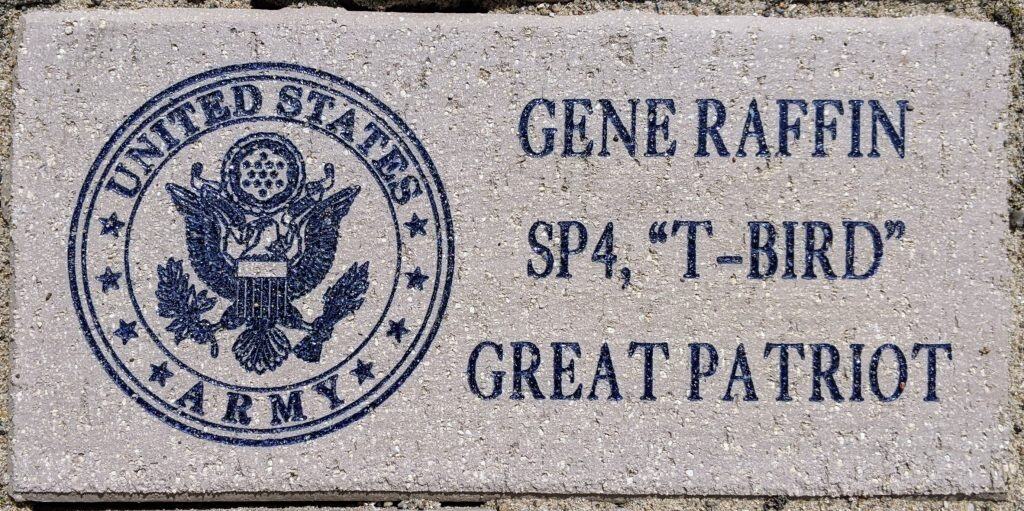 UNITED STATES
ARMY
GENE RAFFIN
SP4, “T-BIRD”
GREAT PATRIOT